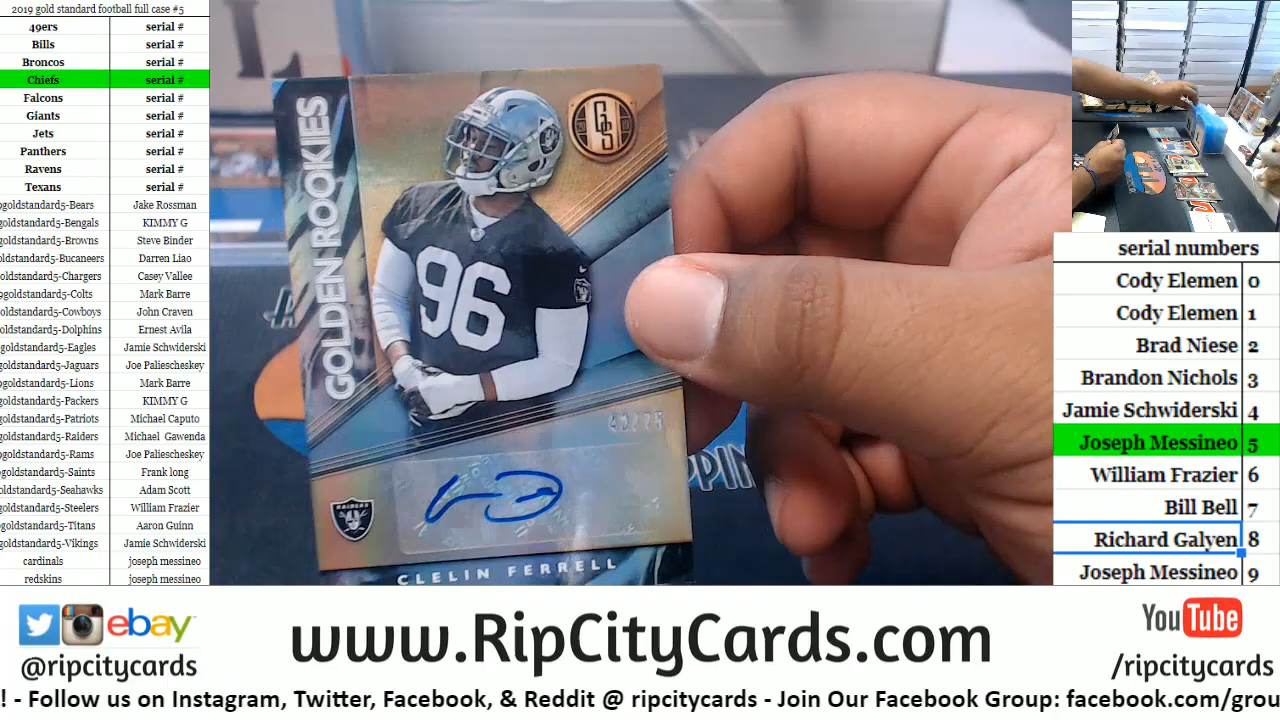 2019 gold standard football full case #5
49ers serial #
Bills serial #
Broncos serial #
Chiefs serial #
Falcons serial #
Giants serial #
Jets serial #
Panthers serial #
Ravens serial #
Texans serial #
goldstandard5-Bears Jake Rossman
goldstandard5-Bengals KIMMY G
goldstandard5-Browns Steve Binder
goldstandard5-Bucaneers Darren Liao
goldstandard5-Chargers Casey Vallee
9goldstandard5-Colts Mark Barre
goldstandard5-Cowboys John Craven
goldstandard5-Dolphins Ernest Avila
goldstandard5-Eagles Jamie Schwiderski
goldstandard5-Jaguars Joe Paliescheskey
9goldstandard5-Lions Mark Barre
goldstandard5-Packers KIMMY G
goldstandard5-Patriots Michael Caputo
goldstandard5-Raiders Michael Gawenda
goldstandard5-Rams Joe Paliescheskey
goldstandard5-Saints Frank long
oldstandard5-Seahawks Adam Scott
goldstandard5-Steelers William Frazier
goldstandard5-Titans Aaron Guinn
goldstandard5-Vikings Jamie Schwiderski
cardinals joseph messineo
redskins joseph messineo
GOLDEN ROOKIES
GS
96
RAIDERS
CLELIN FERRELL
PPIN
serial numbers
Cody Elemen 0
Cody Elemen 1
Brad Niese 2
Brandon Nichols 3
Jamie Schwiderski 4
Joseph Messineo 5
William Frazier 6
Bill Bell 7
Richard Galyen 8
Joseph Messineo 9
ebay
@ripcitycards
www.RipCityCards.com
YouTube
/ripcitycards
! - Follow us on Instagram, Twitter, Facebook, & Reddit @ ripcitycards - Join Our Facebook Group: facebook.com/grou